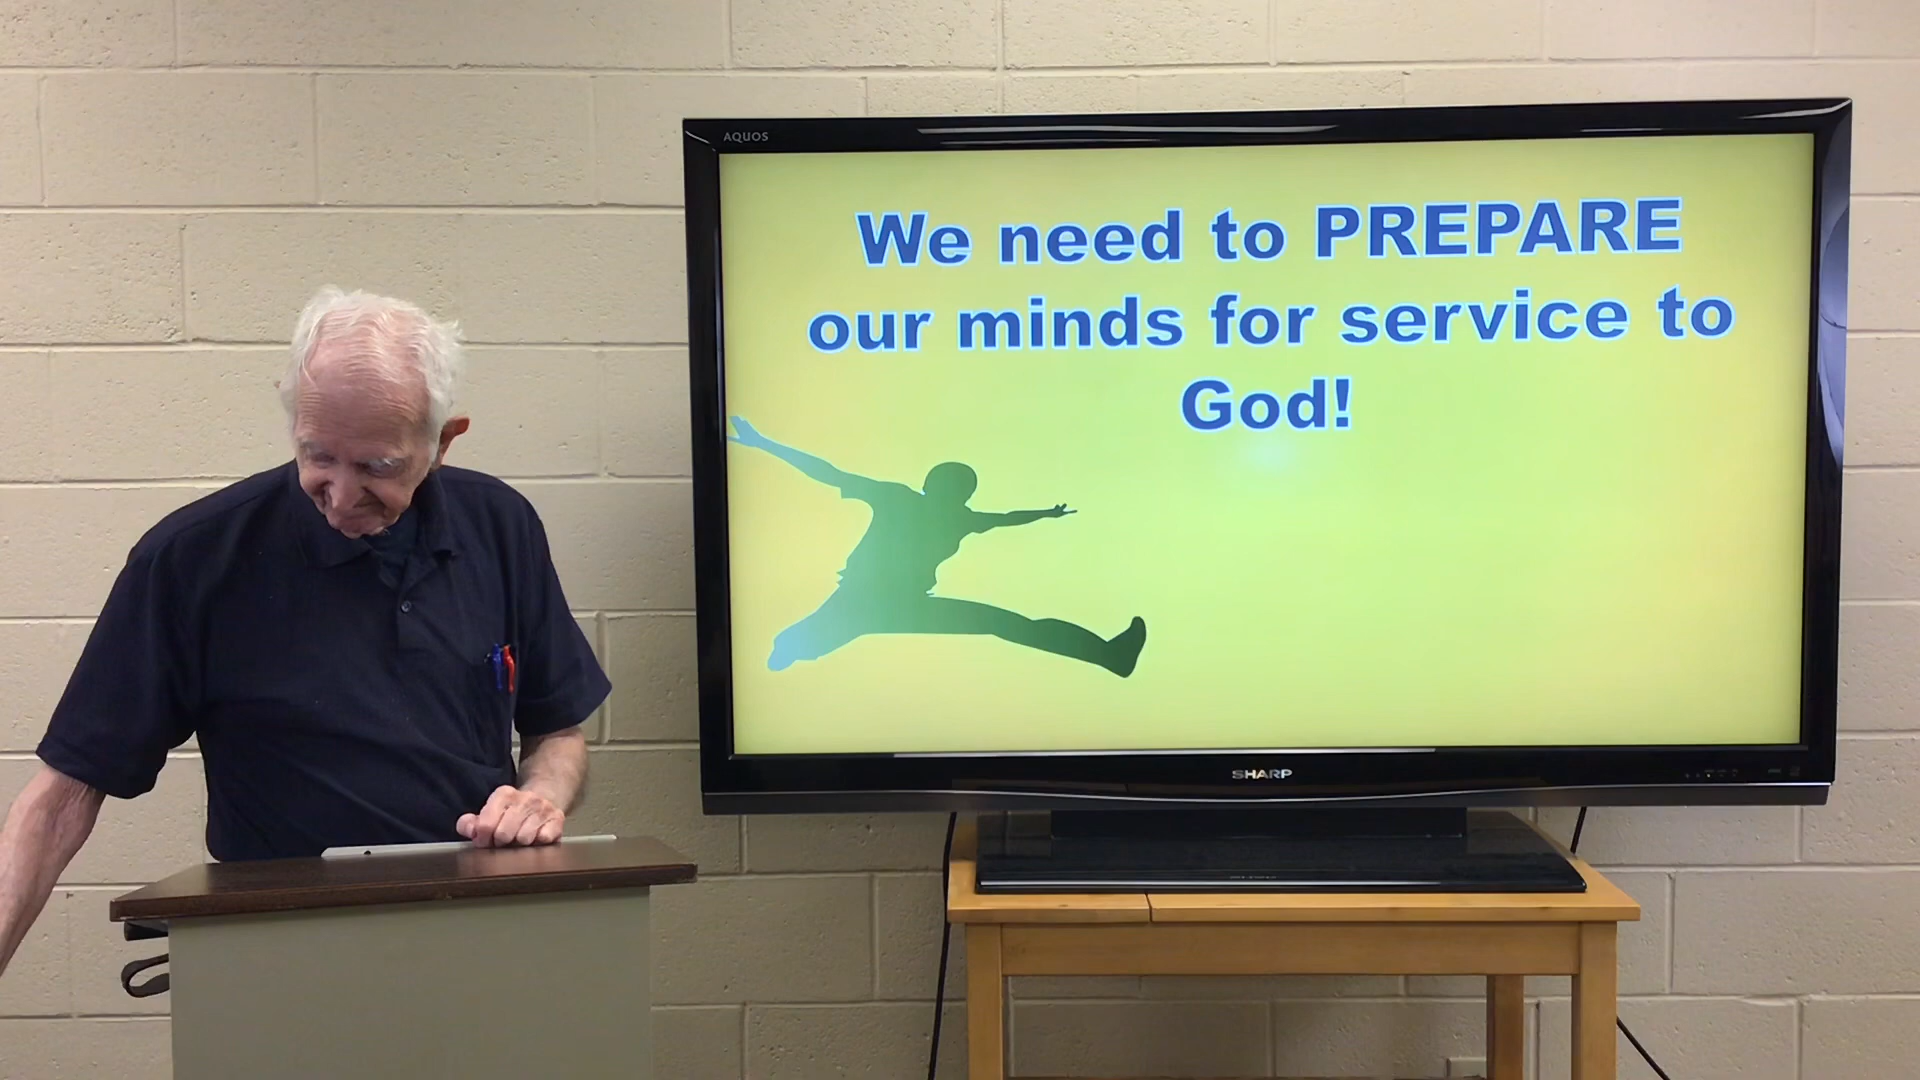 AQUOS
We need to PREPARE
our minds for service to
God!
SHARP